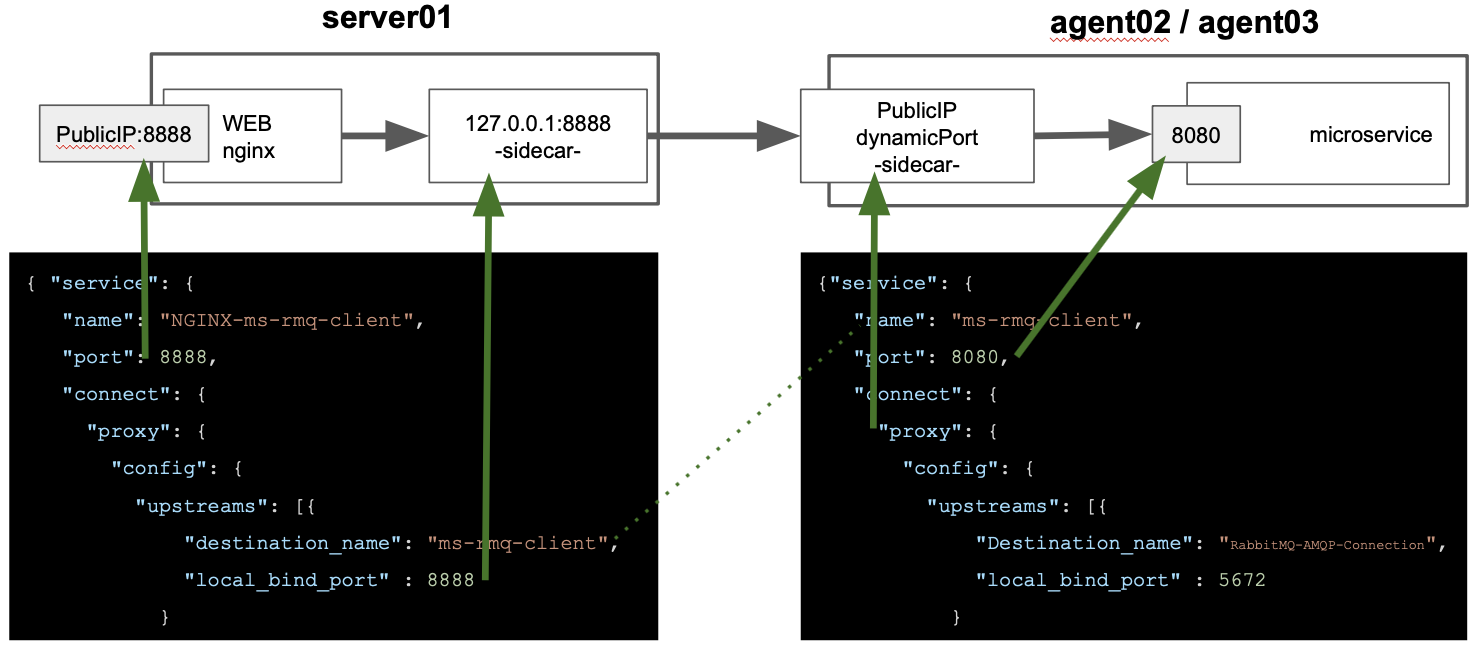 server01
PublicIP:8888
WEB
nginx
127.0.0.1:8888
-sidecar-
{ "service": {
"name": "NGINX-ms-rmq-client",
"port": 8888,
"connect": {
"proxy": {
"config": {
"upstreams": [{
"destination_name": "ms-rmq-client",
"local_bind_port" : 8888
}
agent02 / agent03
PublicIP
dynamicPort
-sidecar-
8080
microservice
{"service": {
"name": "ms-rmq-client",
"port": 8080,
"connect": {
"proxy": {
"config": {
"upstreams": [{
"Destination_name": "RabbitMQ-AMQP-Connection",
"local_bind_port" : 5672
}